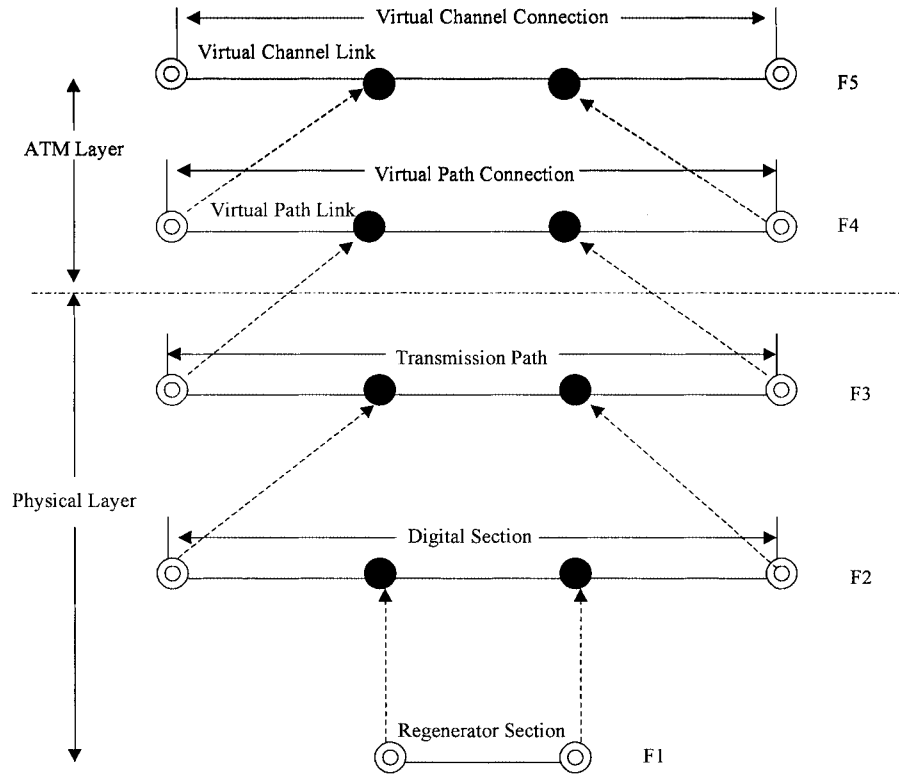 Virtual Channel Connection
Virtual Channel Link
F5
ATM Layer
Virtual Path Connection
Virtual Path Link
F4
Transmission Path
F3
Physical Layer
Digital Section
F2
Regenerator Section
F1